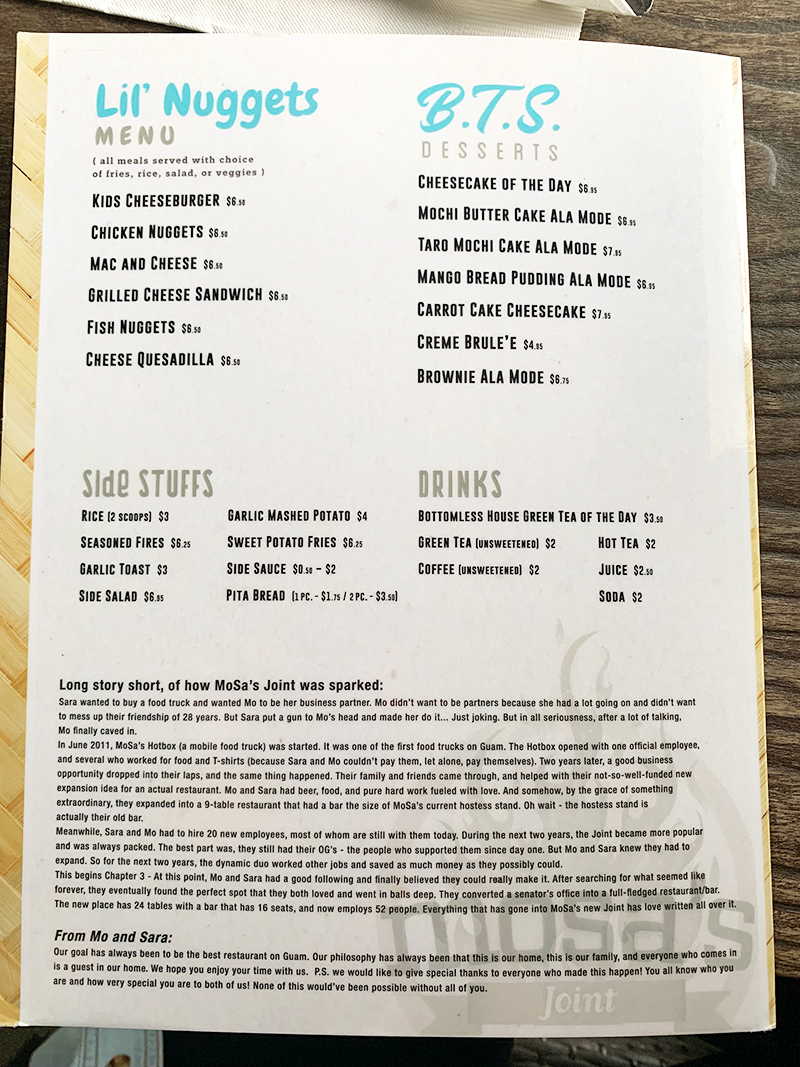 Lil' Nuggets
MENU
( all meals served with choice
of fries, rice, salad, or veggies )
KIDS CHEESEBURGER $6.50
CHICKEN NUGGETS $6.50
MAC AND CHEESE $6.50
GRILLED CHEESE SANDWICH $6.50
FISH NUGGETS $6.50
CHEESE QUESADILLA $6.50
B.T.S.
DESSERTS
CHEESECAKE OF THE DAY $6.95
MOCHI BUTTER CAKE ALA MODE $6.95
TARO MOCHI CAKE ALA MODE $7.95
MANGO BREAD PUDDING ALA MODE $6.95
CARROT CAKE CHEESECAKE $7.95
CREME BRULE'E $4.95
BROWNIE ALA MODE $6.75
SIde STUFFS
RICE (2 SCOOPS) $3
SEASONED FIRES $6.25
GARLIC TOAST $3
SIDE SALAD $6.95
GARLIC MASHED POTATO $4
SWEET POTATO FRIES $6.25
SIDE SAUCE $0.50 – $2
PITA BREAD (1 PC. - $1.75 / 2 PC. - $3.50)
DRINKS
BOTTOMLESS HOUSE GREEN TEA OF THE DAY $3.50
GREEN TEA (UNSWEETENED) $2
COFFEE (UNSWEETENED) $2
HOT TEA $2
JUICE $2.50
SODA $2
Long story short, of how MoSa's Joint was sparked:
Sara wanted to buy a food truck and wanted Mo to be her business partner. Mo didn't want to be partners because she had a lot going on and didn't want
to mess up their friendship of 28 years. But Sara put a gun to Mo's head and made her do it... Just joking. But in all seriousness, after a lot of talking,
Mo finally caved in.
In June 2011, MoSa's Hotbox (a mobile food truck) was started. It was one of the first food trucks on Guam. The Hotbox opened with one official employee,
and several who worked for food and T-shirts (because Sara and Mo couldn't pay them, let alone, pay themselves). Two years later, a good business
opportunity dropped into their laps, and the same thing happened. Their family and friends came through, and helped with their not-so-well-funded new
expansion idea for an actual restaurant. Mo and Sara had beer, food, and pure hard work fueled with love. And somehow, by the grace of something
extraordinary, they expanded into a 9-table restaurant that had a bar the size of MoSa's current hostess stand. Oh wait - the hostess stand is
actually their old bar.
Meanwhile, Sara and Mo had to hire 20 new employees, most of whom are still with them today. During the next two years, the Joint became more popular
and was always packed. The best part was, they still had their OG's - the people who supported them since day one. But Mo and Sara knew they had to
expand. So for the next two years, the dynamic duo worked other jobs and saved as much money as they possibly could.
This begins Chapter 3 - At this point, Mo and Sara had a good following and finally believed they could really make it. After searching for what seemed like
forever, they eventually found the perfect spot that they both loved and went in balls deep. They converted a senator's office into a full-fledged restaurant/bar.
The new place has 24 tables with a bar that has 16 seats, and now employs 52 people. Everything that has gone into MoSa's new Joint has love written all over it.
From Mo and Sara:
Our goal has always been to be the best restaurant on Guam. Our philosophy has always been that this is our home, this is our family, and everyone who comes in
is a guest in our home. We hope you enjoy your time with us. P.S. we would like to give special thanks to everyone who made this happen! You all know who you
are and how very special you are to both of us! None of this would've been possible without all of you.
mosa's
Joint